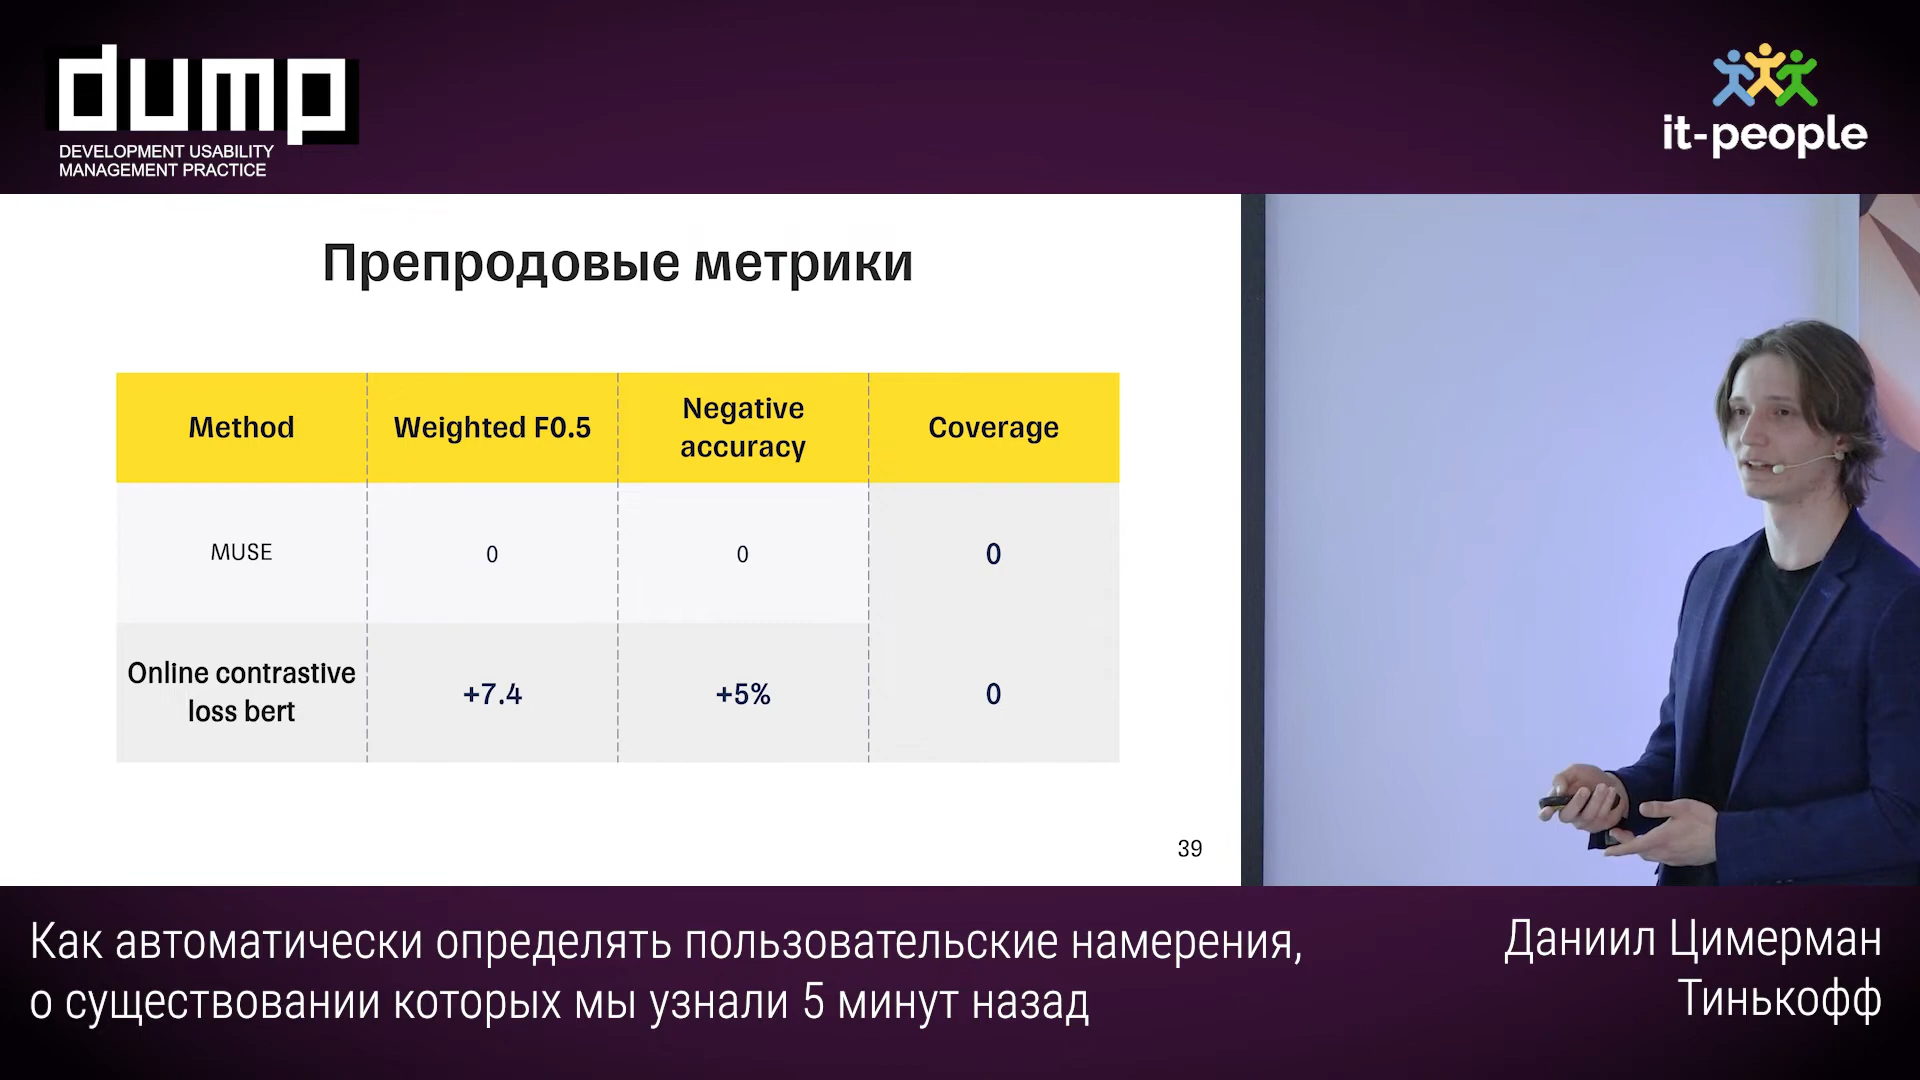 dump
DEVELOPMENT USABILITY
MANAGEMENT PRACTICE
it-people
Препродовые метрики
Method
Weighted F0.5
Negative
accuracy
Coverage
MUSE
0
0
0
Online contrastive
loss bert
+7.4
+5%
0
39
Как автоматически определять пользовательские намерения,
о существовании которых мы узнали 5 минут назад
Даниил Цимерман
Тинькофф